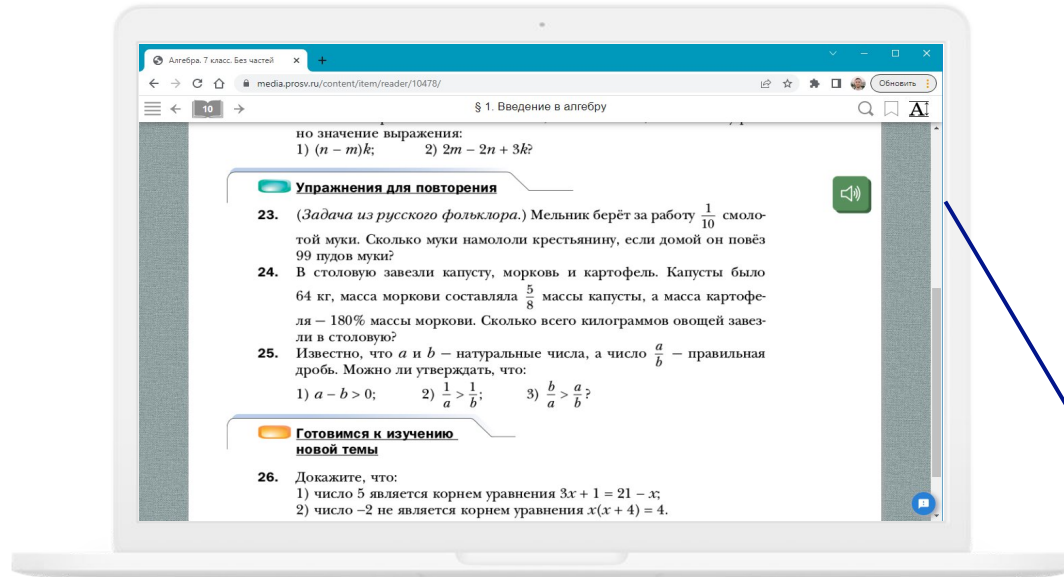 Алгебра. 7 класс. Без частей
media.prosv.ru/content/item/reader/10478/
Обновить
10
§ 1. Введение в алгебру
но значение выражения:
1) (n – m)k; 2) 2m – 2n + 3k?
Упражнения для повторения
23. (Задача из русского фольклора.) Мельник берёт за работу 1/10 смоло-
той муки. Сколько муки намололи крестьянину, если домой он повёз
99 пудов муки?
24. В столовую завезли капусту, морковь и картофель. Капусты было
64 кг, масса моркови составляла 5/8 массы капусты, а масса картофе-
ля — 180% массы моркови. Сколько всего килограммов овощей завез-
ли в столовую?
25. Известно, что a и b — натуральные числа, а число a/b — правильная
дробь. Можно ли утверждать, что:
1) a – b > 0; 2) 1/a > 1/b; 3) b/a > a/b?
Готовимся к изучению
новой темы
26. Докажите, что:
1) число 5 является корнем уравнения 3x + 1 = 21 – x;
2) число –2 не является корнем уравнения x(x + 4) = 4.